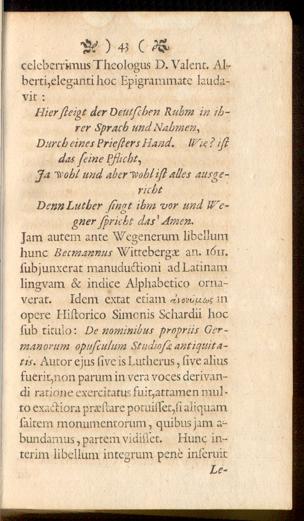 ) 43 (
celeberrimus Theologus D. Valent. Al-
berti, eleganti hoc Epigrammate lauda-
vit :
Hier ſteigt der Deutſchen Ruhm in ih-
rer Sprach und Nahmen,
Durch eines Prieſters Hand. Wie? iſt
das ſeine Pflicht,
Ja wohl und aber wohl iſt alles ausge-
richt
Denn Luther ſingt ihm vor und We-
gner ſpricht das Amen.
Jam autem ante Wegenerum libellum
hunc Becmannus Wittebergæ an. 1611.
ſubjunxerat manuductioni ad Latinam
lingvam & indice Alphabetico orna-
verat. Idem extat etiam in
opere Hiſtorico Simonis Schardii hoc
ſub titulo: De nominibus propriis Ger-
manorum opuſculum Studioſæ antiquita-
tis. Autor ejus ſive is Lutherus, ſive alius
fuerit, non parum in vera voces derivan-
di ratione exercitatus fuit, attamen mul-
to exactiora præſtare potuiſſet, ſi aliquam
ſaltem monumentorum, quibus jam a-
bundamus, partem vidiſſet. Hunc in-
terim libellum integrum penè inſeruit
Le-